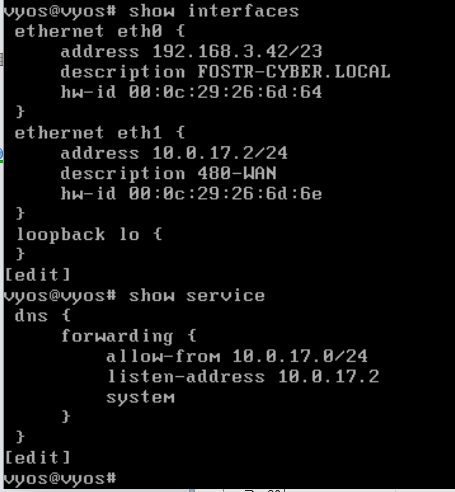 vyos@vyos# show interfaces
 ethernet eth0 {
     address 192.168.3.42/23
     description FOSTR-CYBER.LOCAL
     hw-id 00:0c:29:26:6d:64
 }
 ethernet eth1 {
     address 10.0.17.2/24
     description 480-WAN
     hw-id 00:0c:29:26:6d:6e
 }
 loopback lo {
 }
[edit]
vyos@vyos# show service
 dns {
     forwarding {
         allow-from 10.0.17.0/24
         listen-address 10.0.17.2
         system
     }
 }
[edit]
vyos@vyos#